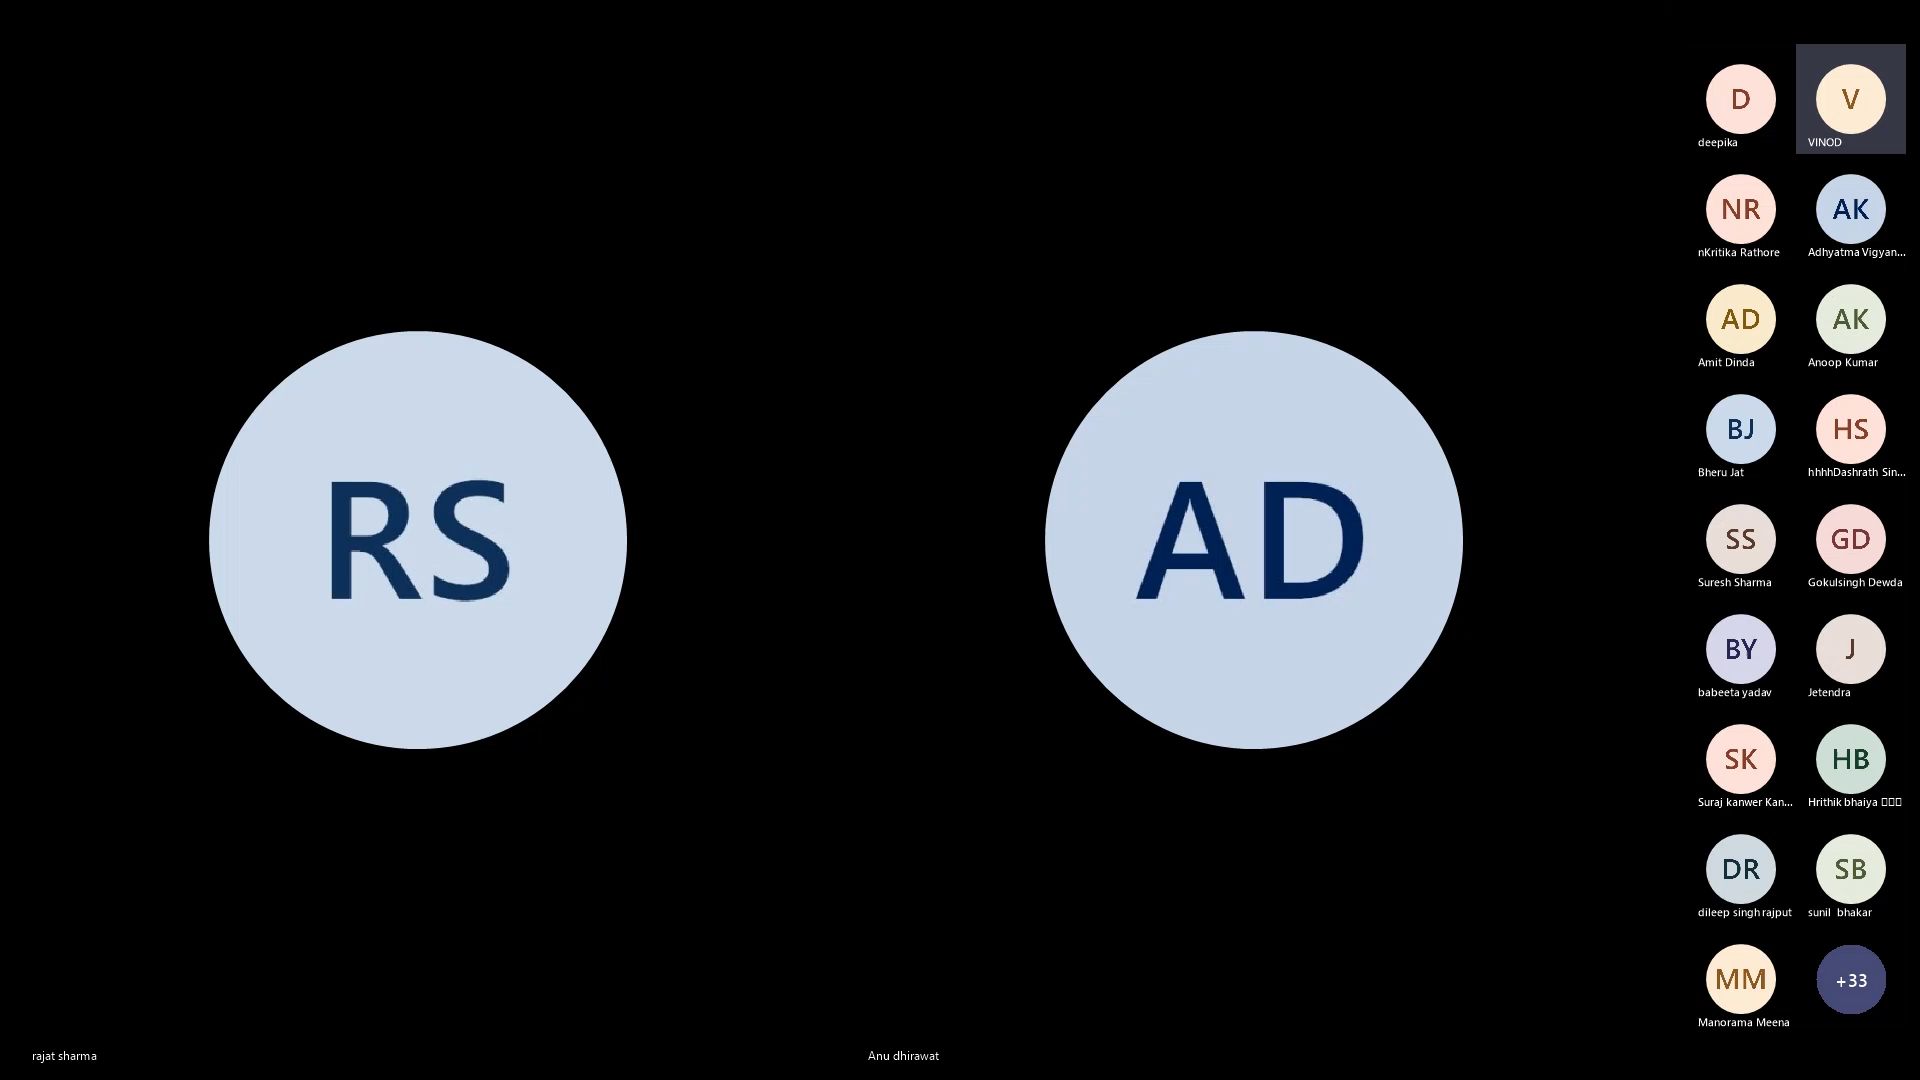 RS
rajat sharma
AD
Anu dhirawat
D
deepika
V
VINOD
NR
nKritika Rathore
AK
Adhyatma Vigyan...
AD
Amit Dinda
AK
Anoop Kumar
BJ
Bheru Jat
HS
hhhhDashrath Sin...
SS
Suresh Sharma
GD
Gokulsingh Dewda
BY
babeeta yadav
J
Jetendra
SK
Suraj kanwer Kan...
HB
Hrithik bhaiya □□□
DR
dileep singh rajput
SB
sunil bhakar
MM
Manorama Meena
+33